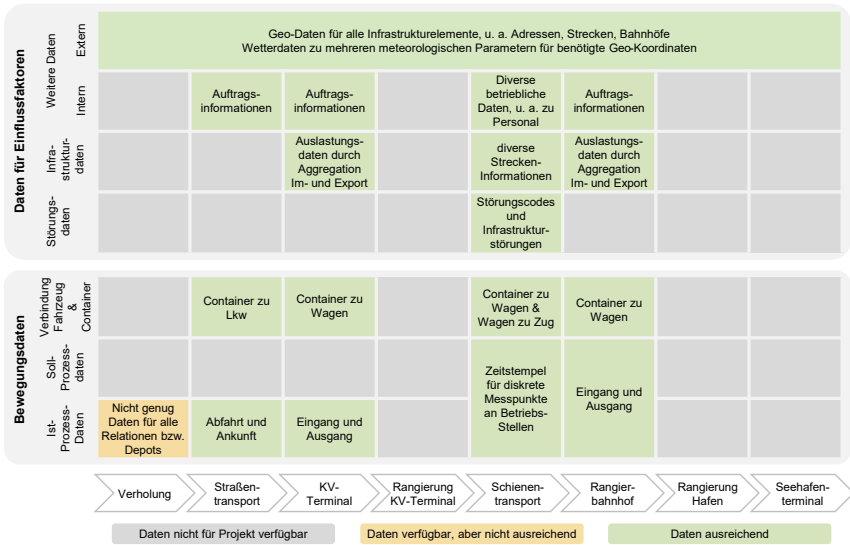 Daten für Einflussfaktoren
Weitere Daten
Extern
Geo-Daten für alle Infrastrukturelemente, u. a. Adressen, Strecken, Bahnhöfe
Wetterdaten zu mehreren meteorologischen Parametern für benötigte Geo-Koordinaten
Intern
Auftrags-
informationen
Auftrags-
informationen
Diverse
betriebliche
Daten, u. a. zu
Personal
Auftrags-
informationen
Infra-
struktur-
daten
Auslastungs-
daten durch
Aggregation
Im- und Export
diverse
Strecken-
Informationen
Auslastungs-
daten durch
Aggregation
Im- und Export
Störungs-
daten
Störungscodes
und
Infrastruktur-
störungen
Bewegungsdaten
Verbindung
Fahrzeug
&
Container
Container zu
Lkw
Container zu
Wagen
Container zu
Wagen &
Wagen zu Zug
Container zu
Wagen
Soll-
Prozess-
daten
Zeitstempel
für diskrete
Messpunkte
an Betriebs-
Stellen
Eingang und
Ausgang
Ist-
Prozess-
Daten
Nicht genug
Daten für alle
Relationen bzw.
Depots
Abfahrt und
Ankunft
Eingang und
Ausgang
Verholung
Straßen-
transport
KV-
Terminal
Rangierung
KV-Terminal
Schienen-
transport
Rangier-
bahnhof
Rangierung
Hafen
Seehafen-
terminal
Daten nicht für Projekt verfügbar
Daten verfügbar, aber nicht ausreichend
Daten ausreichend